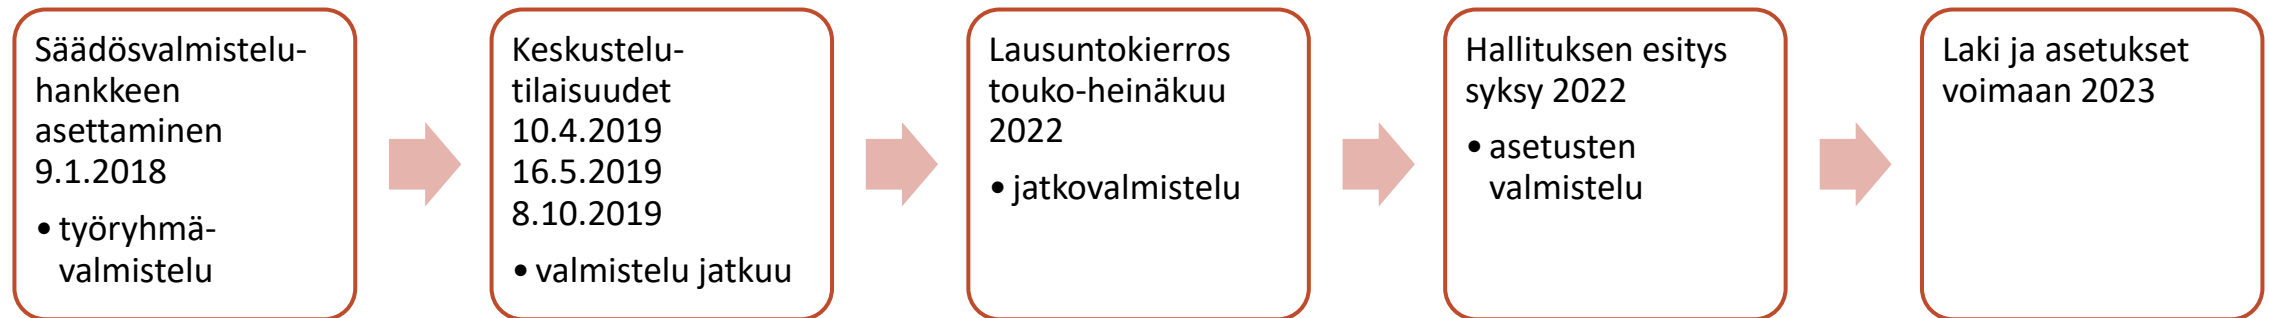 Säädösvalmistelu-
hankkeen
asettaminen
9.1.2018
• työryhmä-
valmistelu
Keskustelu-
tilaisuudet
10.4.2019
16.5.2019
8.10.2019
• valmistelu jatkuu
Lausuntokierros
touko-heinäkuu
2022
• jatkovalmistelu
Hallituksen esitys
syksy 2022
• asetusten
valmistelu
Laki ja asetukset
voimaan 2023